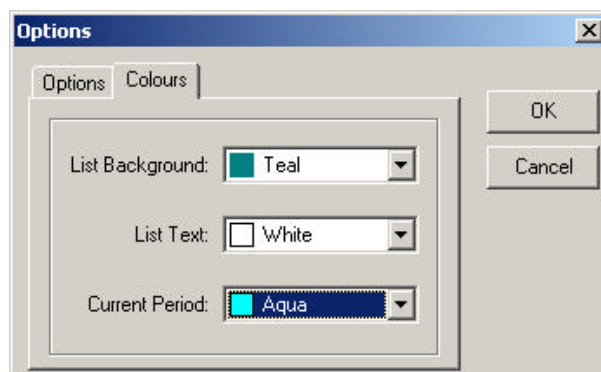 Options
Options Colours
OK
List Background: Teal
Cancel
List Text: White
Current Period: Aqua